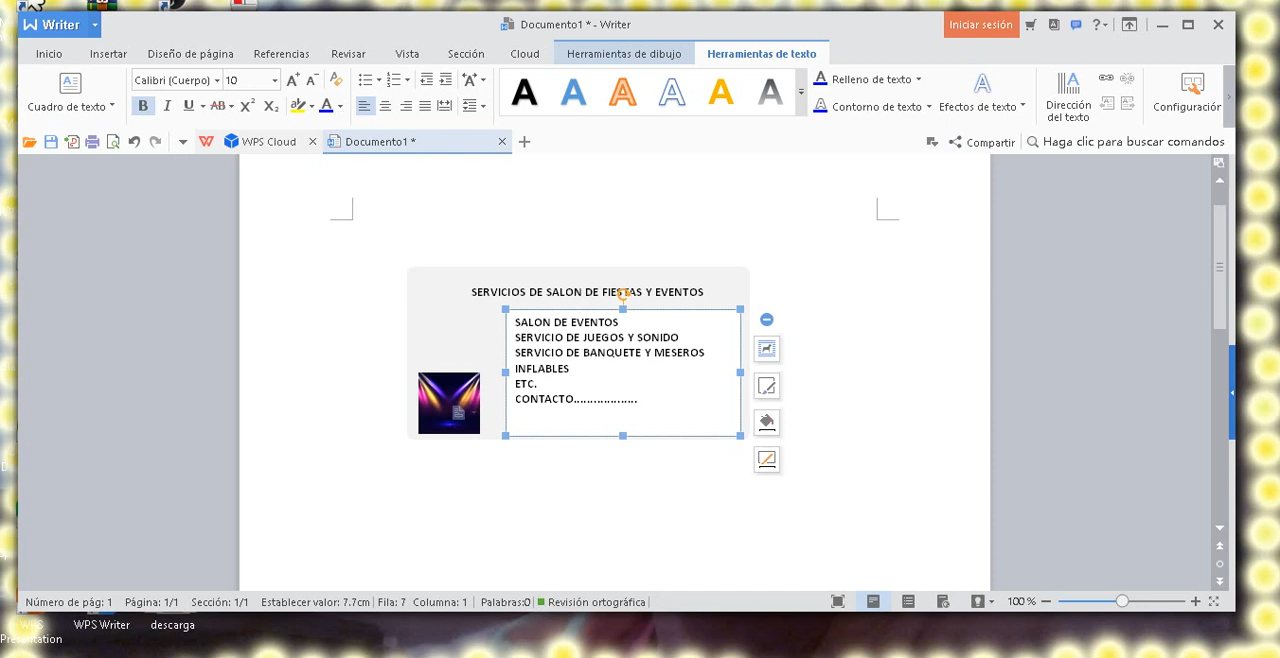 Writer
Documento1 * - Writer
Iniciar sesión
Inicio Insertar Diseño de página Referencias Revisar Vista Sección Cloud Herramientas de dibujo Herramientas de texto
Cuadro de texto
Calibri (Cuerpo) 10
Relleno de texto
Contorno de texto
Efectos de texto
Dirección del texto
Configuración
WPS Cloud
Documento1 *
Compartir
Haga clic para buscar comandos
SERVICIOS DE SALON DE FIESTAS Y EVENTOS
SALON DE EVENTOS
SERVICIO DE JUEGOS Y SONIDO
SERVICIO DE BANQUETE Y MESEROS
INFLABLES
ETC.
CONTACTO...................
Número de pág: 1 Página: 1/1 Sección: 1/1 Establecer valor: 7.7cm Fila: 7 Columna: 1 Palabras:0 Revisión ortográfica 100 %
WPS Presentation
WPS Writer
descarga